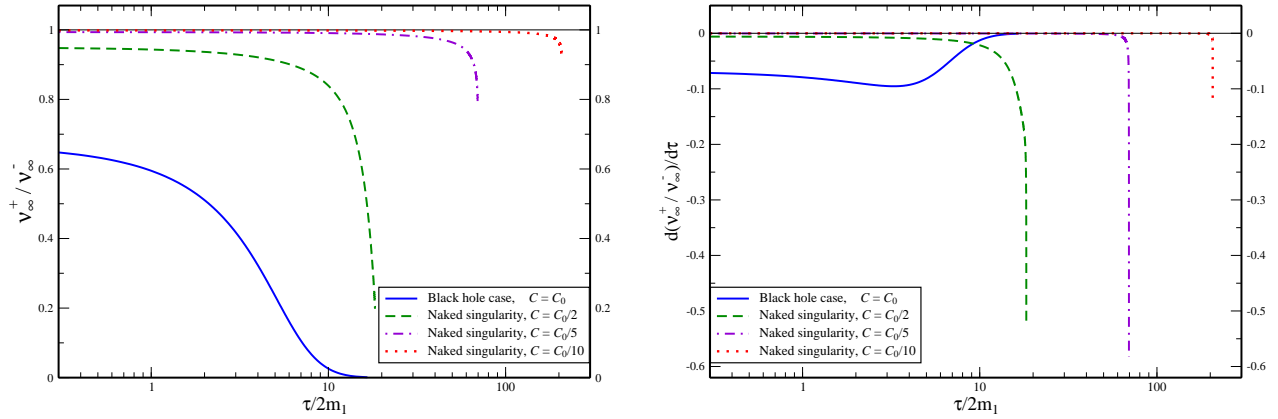 1
0.8
0.6
0.4
0.2
0
1
0.8
0.6
0.4
0.2
0
1
10
100
τ/2m₁
ν∞⁺ / ν∞⁻
Black hole case, C = C₀
Naked singularity, C = C₀/2
Naked singularity, C = C₀/5
Naked singularity, C = C₀/10
0
-0.1
-0.2
-0.3
-0.4
-0.5
-0.6
0
-0.1
-0.2
-0.3
-0.4
-0.5
-0.6
1
10
100
τ/2m₁
d(ν∞⁺ / ν∞⁻)/dτ
Black hole case, C = C₀
Naked singularity, C = C₀/2
Naked singularity, C = C₀/5
Naked singularity, C = C₀/10